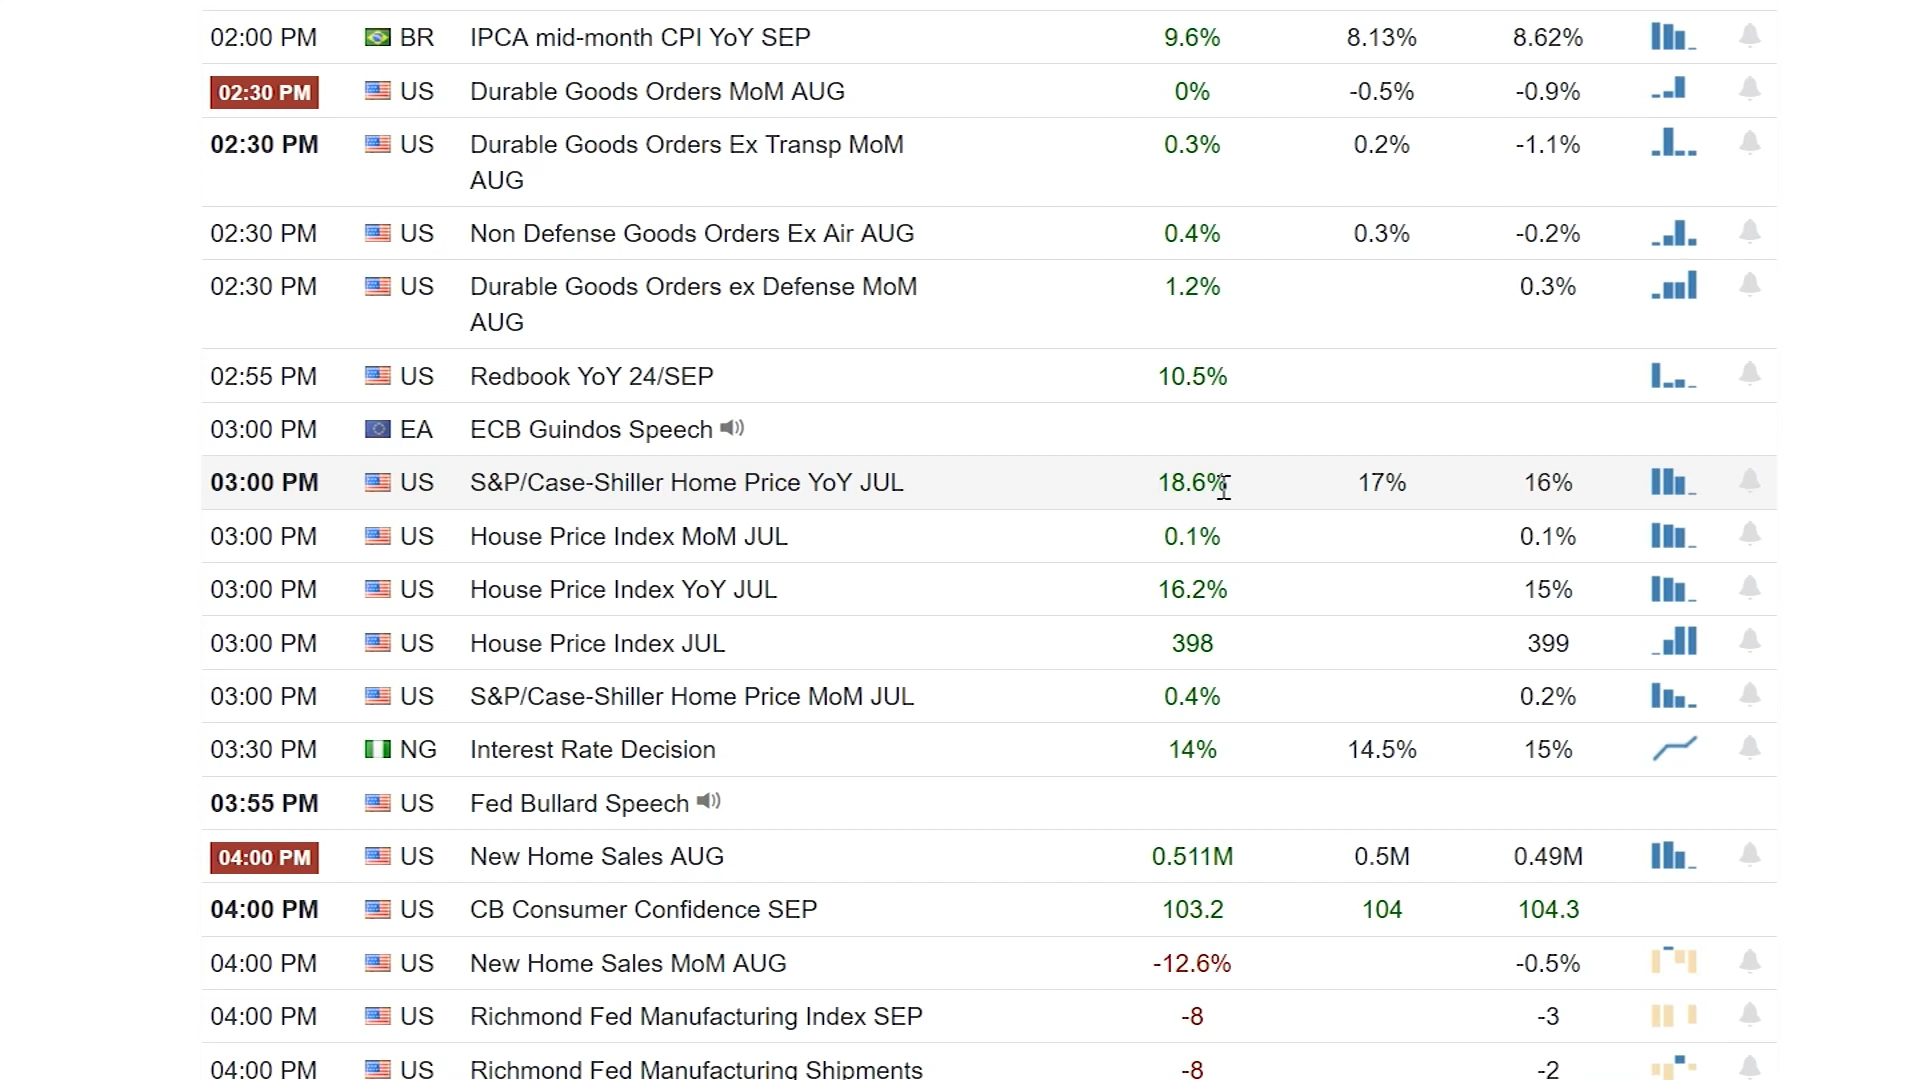 02:00 PM BR IPCA mid-month CPI YoY SEP 9.6% 8.13% 8.62%
02:30 PM US Durable Goods Orders MoM AUG 0% -0.5% -0.9%
02:30 PM US Durable Goods Orders Ex Transp MoM 0.3% 0.2% -1.1%
AUG
02:30 PM US Non Defense Goods Orders Ex Air AUG 0.4% 0.3% -0.2%
02:30 PM US Durable Goods Orders ex Defense MoM 1.2% 0.3%
AUG
02:55 PM US Redbook YoY 24/SEP 10.5%
03:00 PM EA ECB Guindos Speech
03:00 PM US S&P/Case-Shiller Home Price YoY JUL 18.6% 17% 16%
03:00 PM US House Price Index MoM JUL 0.1% 0.1%
03:00 PM US House Price Index YoY JUL 16.2% 15%
03:00 PM US House Price Index JUL 398 399
03:00 PM US S&P/Case-Shiller Home Price MoM JUL 0.4% 0.2%
03:30 PM NG Interest Rate Decision 14% 14.5% 15%
03:55 PM US Fed Bullard Speech
04:00 PM US New Home Sales AUG 0.511M 0.5M 0.49M
04:00 PM US CB Consumer Confidence SEP 103.2 104 104.3
04:00 PM US New Home Sales MoM AUG -12.6% -0.5%
04:00 PM US Richmond Fed Manufacturing Index SEP -8 -3
04:00 PM US Richmond Fed Manufacturing Shipments -8 -2